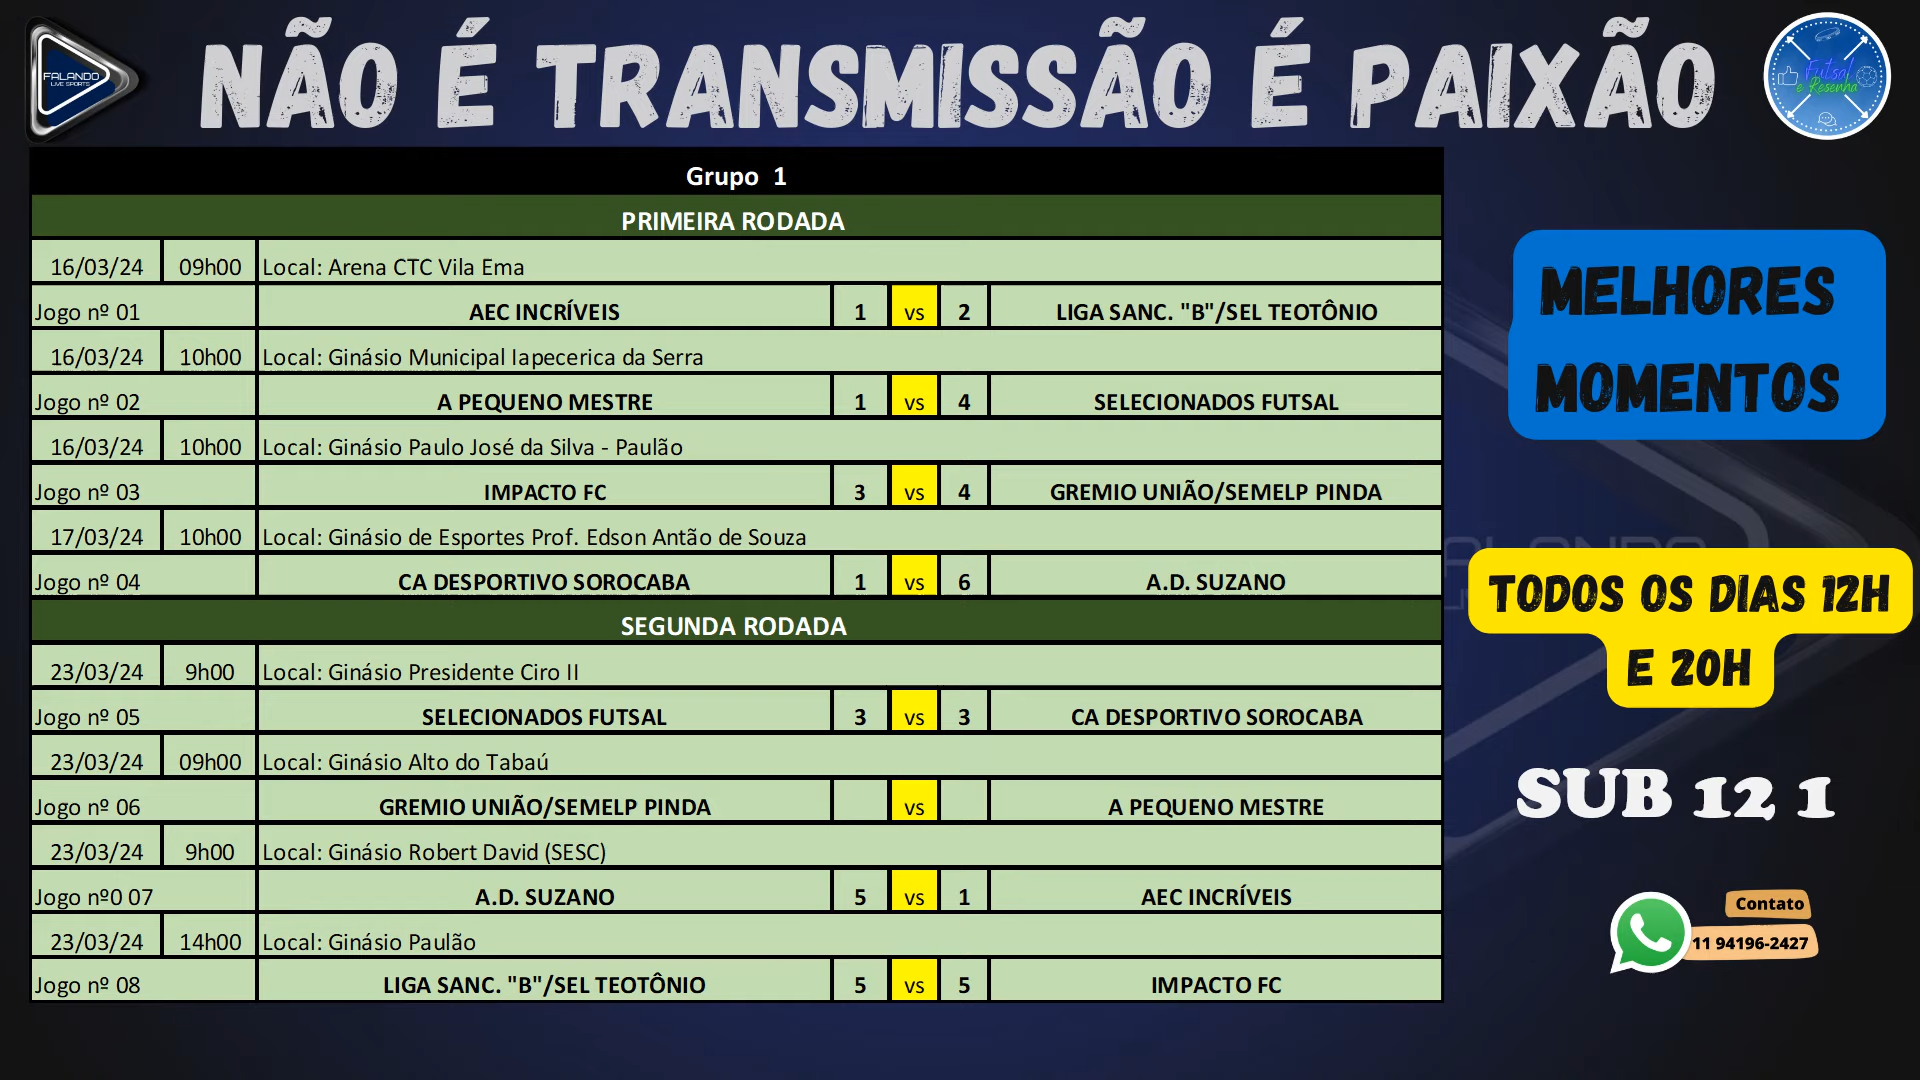 FALANDO
LIVE SPORTS
NÃO É TRANSMISSÃO É PAIXÃO
Futsal
e Resenha
Grupo 1
PRIMEIRA RODADA
16/03/24 09h00 Local: Arena CTC Vila Ema
Jogo nº 01 AEC INCRÍVEIS 1 vs 2 LIGA SANC. "B"/SEL TEOTÔNIO
16/03/24 10h00 Local: Ginásio Municipal Iapecerica da Serra
Jogo nº 02 A PEQUENO MESTRE 1 vs 4 SELECIONADOS FUTSAL
16/03/24 10h00 Local: Ginásio Paulo José da Silva - Paulão
Jogo nº 03 IMPACTO FC 3 vs 4 GREMIO UNIÃO/SEMELP PINDA
17/03/24 10h00 Local: Ginásio de Esportes Prof. Edson Antão de Souza
Jogo nº 04 CA DESPORTIVO SOROCABA 1 vs 6 A.D. SUZANO
SEGUNDA RODADA
23/03/24 9h00 Local: Ginásio Presidente Ciro II
Jogo nº 05 SELECIONADOS FUTSAL 3 vs 3 CA DESPORTIVO SOROCABA
23/03/24 09h00 Local: Ginásio Alto do Tabaú
Jogo nº 06 GREMIO UNIÃO/SEMELP PINDA vs A PEQUENO MESTRE
23/03/24 9h00 Local: Ginásio Robert David (SESC)
Jogo nº0 07 A.D. SUZANO 5 vs 1 AEC INCRÍVEIS
23/03/24 14h00 Local: Ginásio Paulão
Jogo nº 08 LIGA SANC. "B"/SEL TEOTÔNIO 5 vs 5 IMPACTO FC
MELHORES
MOMENTOS
TODOS OS DIAS 12H
E 20H
SUB 12 1
Contato
11 94196-2427